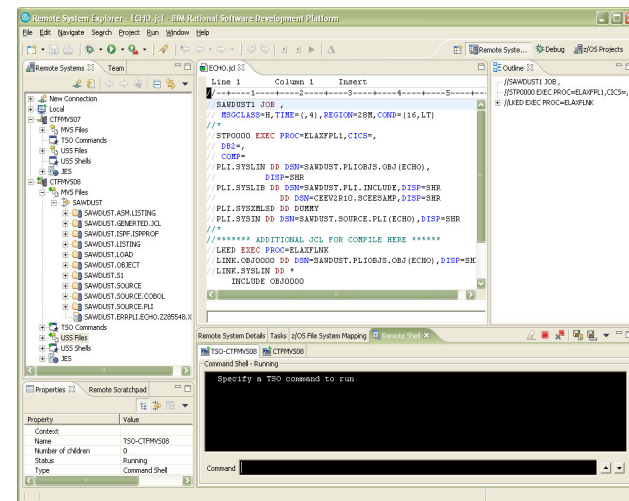 Remote System Explorer - ECHO.jcl - IBM Rational Software Development Platform
File Edit Navigate Search Project Run Window Help
Remote Syste... Debug z/OS Projects
Remote Systems Team
New Connection
Local
CTFMVS07
MVS Files
TSO Commands
USS Files
USS Shells
CTFMVS08
MVS Files
SAWDUST
SAWDUST.ASM.LISTING
SAWDUST.GENERTED.JCL
SAWDUST.ISPF.ISPPROF
SAWDUST.LISTING
SAWDUST.LOAD
SAWDUST.OBJECT
SAWDUST.S1
SAWDUST.SOURCE
SAWDUST.SOURCE.COBOL
SAWDUST.SOURCE.PLI
SAWDUST.ERRPLI.ECHO.Z285548.X
TSO Commands
USS Files
USS Shells
JES
ECHO.jcl
Line 1 Column 1 Insert
//--+----1----+----2----+----3----+----4----+----5----+--
//SAWDUST1 JOB ,
// MSGCLASS=H,TIME=(,4),REGION=28M,COND=(16,LT)
//*
//STP0000 EXEC PROC=ELAXFPL1,CICS=,
// DB2=,
// COMP=
//PLI.SYSLIN DD DSN=SAWDUST.PLIOBJS.OBJ(ECHO),
// DISP=SHR
//PLI.SYSLIB DD DSN=SAWDUST.PLI.INCLUDE,DISP=SHR
// DD DSN=CEEV2R10.SCEESAMP,DISP=SHR
//PLI.SYSXMLSD DD DUMMY
//PLI.SYSIN DD DSN=SAWDUST.SOURCE.PLI(ECHO),DISP=SHR
//*
//******* ADDITIONAL JCL FOR COMPILE HERE ******
//LKED EXEC PROC=ELAXFLNK
//LINK.OBJ0000 DD DSN=SAWDUST.PLIOBJS.OBJ(ECHO),DISP=SH
//LINK.SYSLIN DD *
INCLUDE OBJ0000
Outline
//SAWDUST1 JOB ,
//STP0000 EXEC PROC=ELAXFPL1,CICS=,
//LKED EXEC PROC=ELAXFLNK
Properties Remote Scratchpad
Property Value
Context
Name TSO-CTFMVS08
Number of children 0
Status Running
Type Command Shell
Remote System Details Tasks z/OS File System Mapping Remote Shell
TSO-CTFMVS08 CTFMVS08
Command Shell - Running
Specify a TSO command to run
Command